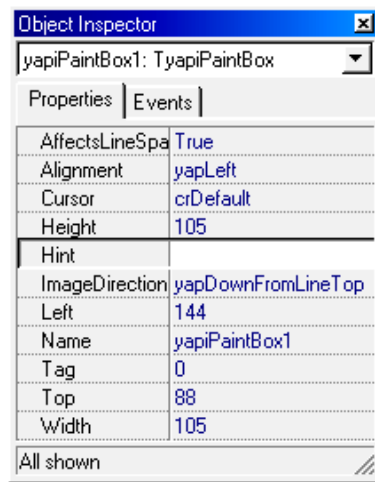 Object Inspector
yapiPaintBox1: TyapiPaintBox
Properties Events
AffectsLineSpa True
Alignment yapLeft
Cursor crDefault
Height 105
Hint
ImageDirection yapDownFromLineTop
Left 144
Name yapiPaintBox1
Tag 0
Top 88
Width 105
All shown